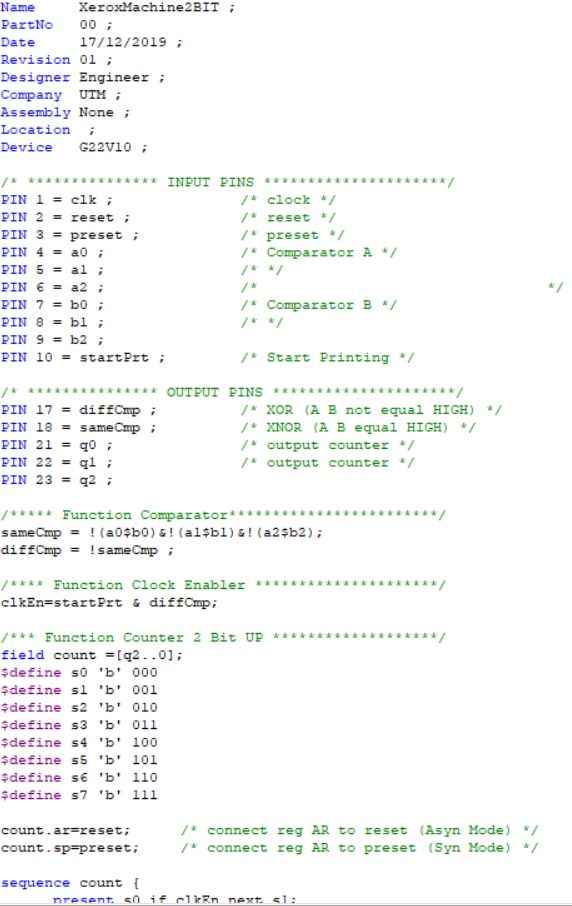 Name XeroxMachine2BIT ;
PartNo 00 ;
Date 17/12/2019 ;
Revision 01 ;
Designer Engineer ;
Company UTM ;
Assembly None ;
Location ;
Device G22V10 ;
/* *************** INPUT PINS *********************/
PIN 1 = clk ; /* clock */
PIN 2 = reset ; /* reset */
PIN 3 = preset ; /* preset */
PIN 4 = a0 ; /* Comparator A */
PIN 5 = a1 ; /* */
PIN 6 = a2 ; /* */
PIN 7 = b0 ; /* Comparator B */
PIN 8 = b1 ; /* */
PIN 9 = b2 ;
PIN 10 = startPrt ; /* Start Printing */
/* *************** OUTPUT PINS *********************/
PIN 17 = diffCmp ; /* XOR (A B not equal HIGH) */
PIN 18 = sameCmp ; /* XNOR (A B equal HIGH) */
PIN 21 = q0 ; /* output counter */
PIN 22 = q1 ; /* output counter */
PIN 23 = q2 ;
/***** Function Comparator************************/
sameCmp = !(a0$b0)&!(a1$b1)&!(a2$b2);
diffCmp = !sameCmp ;
/**** Function Clock Enabler *********************/
clkEn=startPrt & diffCmp;
/*** Function Counter 2 Bit UP *******************/
field count =[q2..0];
$define s0 'b' 000
$define s1 'b' 001
$define s2 'b' 010
$define s3 'b' 011
$define s4 'b' 100
$define s5 'b' 101
$define s6 'b' 110
$define s7 'b' 111
count.ar=reset; /* connect reg AR to reset (Asyn Mode) */
count.sp=preset; /* connect reg AR to preset (Syn Mode) */
sequence count {
present s0 if clkEn next s1;